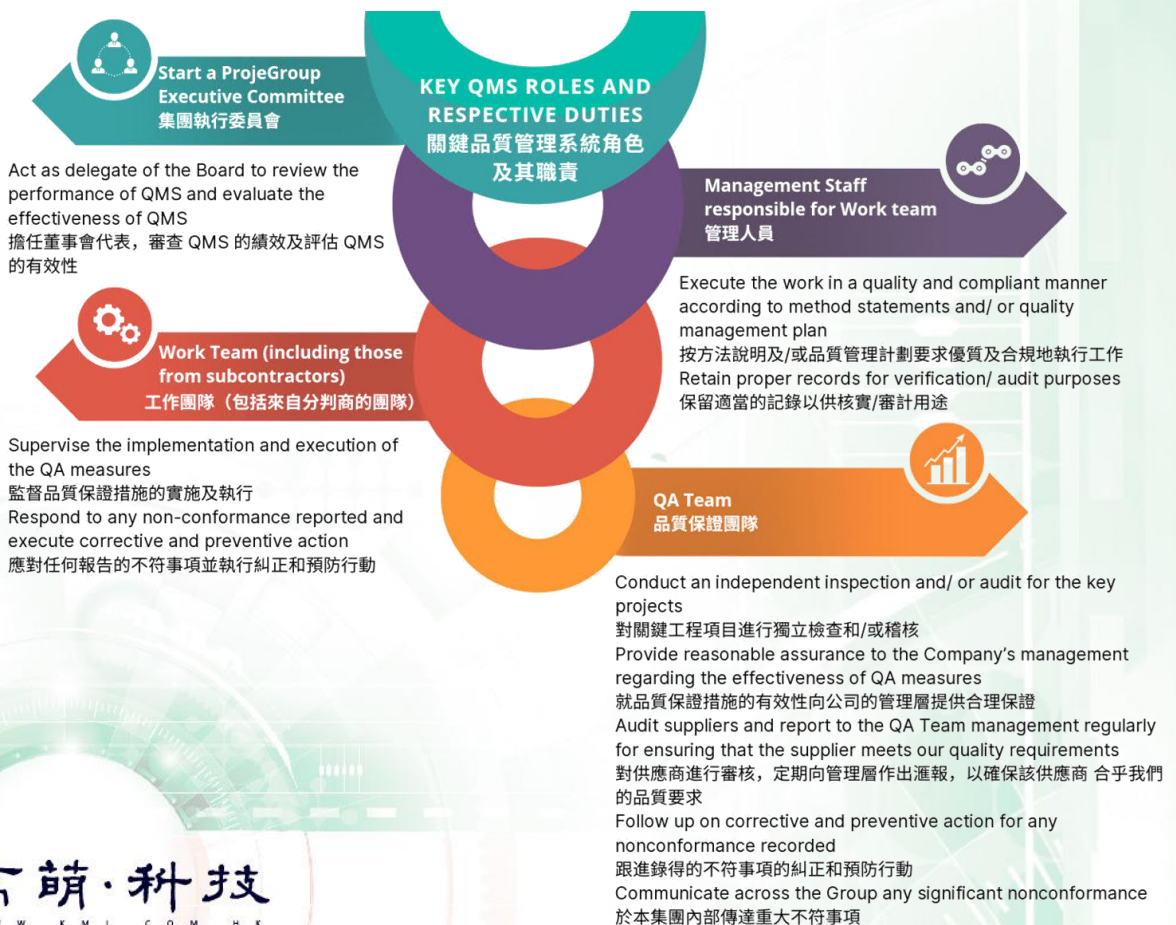 KEY QMS ROLES AND
RESPECTIVE DUTIES
關鍵品質管理系統角色
及其職責
Start a ProjeGroup
Executive Committee
集團執行委員會
Act as delegate of the Board to review the
performance of QMS and evaluate the
effectiveness of QMS
擔任董事會代表，審查 QMS 的績效及評估 QMS
的有效性
Management Staff
responsible for Work team
管理人員
Execute the work in a quality and compliant manner
according to method statements and/ or quality
management plan
按方法說明及/或品質管理計劃要求優質及合規地執行工作
Retain proper records for verification/ audit purposes
保留適當的記錄以供核實/審計用途
Work Team (including those
from subcontractors)
工作團隊（包括來自分判商的團隊）
Supervise the implementation and execution of
the QA measures
監督品質保證措施的實施及執行
Respond to any non-conformance reported and
execute corrective and preventive action
應對任何報告的不符事項並執行糾正和預防行動
QA Team
品質保證團隊
Conduct an independent inspection and/ or audit for the key
projects
對關鍵工程項目進行獨立檢查和/或稽核
Provide reasonable assurance to the Company's management
regarding the effectiveness of QA measures
就品質保證措施的有效性向公司的管理層提供合理保證
Audit suppliers and report to the QA Team management regularly
for ensuring that the supplier meets our quality requirements
對供應商進行審核，定期向管理層作出滙報，以確保該供應商 合乎我們
的品質要求
Follow up on corrective and preventive action for any
nonconformance recorded
跟進錄得的不符事項的糾正和預防行動
Communicate across the Group any significant nonconformance
於本集團內部傳達重大不符事項
萌·科技